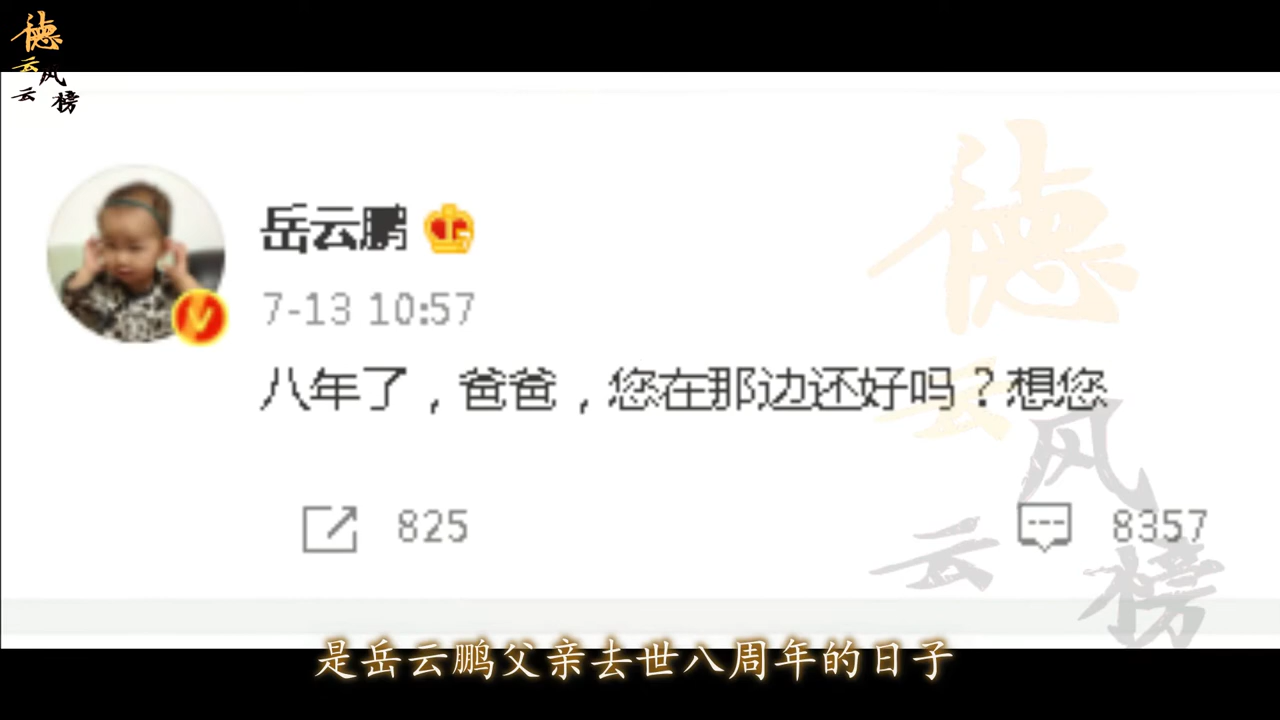 德
云风
云榜
岳云鹏
7-13 10:57
八年了，爸爸，您在那边还好吗？想您
825
8357
德
云风
云榜
是岳云鹏父亲去世八周年的日子